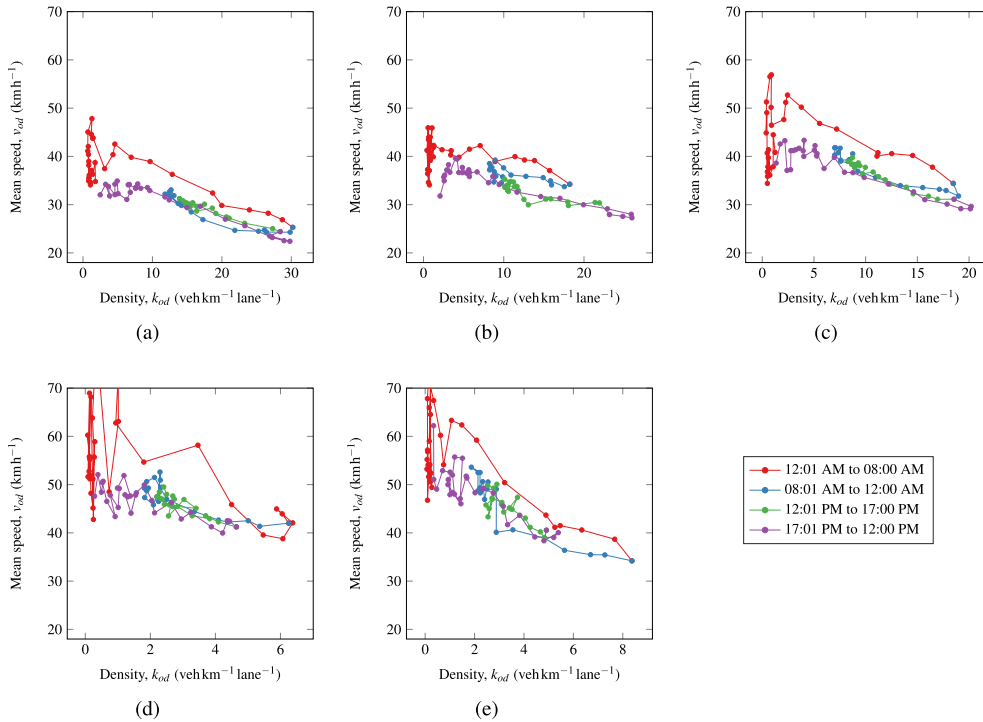 70
60
50
40
30
20
0
10
20
30
Mean speed, v_od (km h⁻¹)
Density, k_od (veh km⁻¹ lane⁻¹)
(a)
70
60
50
40
30
20
0
10
20
Mean speed, v_od (km h⁻¹)
Density, k_od (veh km⁻¹ lane⁻¹)
(b)
70
60
50
40
30
20
0
5
10
15
20
Mean speed, v_od (km h⁻¹)
Density, k_od (veh km⁻¹ lane⁻¹)
(c)
70
60
50
40
30
20
0
2
4
6
Mean speed, v_od (km h⁻¹)
Density, k_od (veh km⁻¹ lane⁻¹)
(d)
70
60
50
40
30
20
0
2
4
6
8
Mean speed, v_od (km h⁻¹)
Density, k_od (veh km⁻¹ lane⁻¹)
(e)
12:01 AM to 08:00 AM
08:01 AM to 12:00 AM
12:01 PM to 17:00 PM
17:01 PM to 12:00 PM